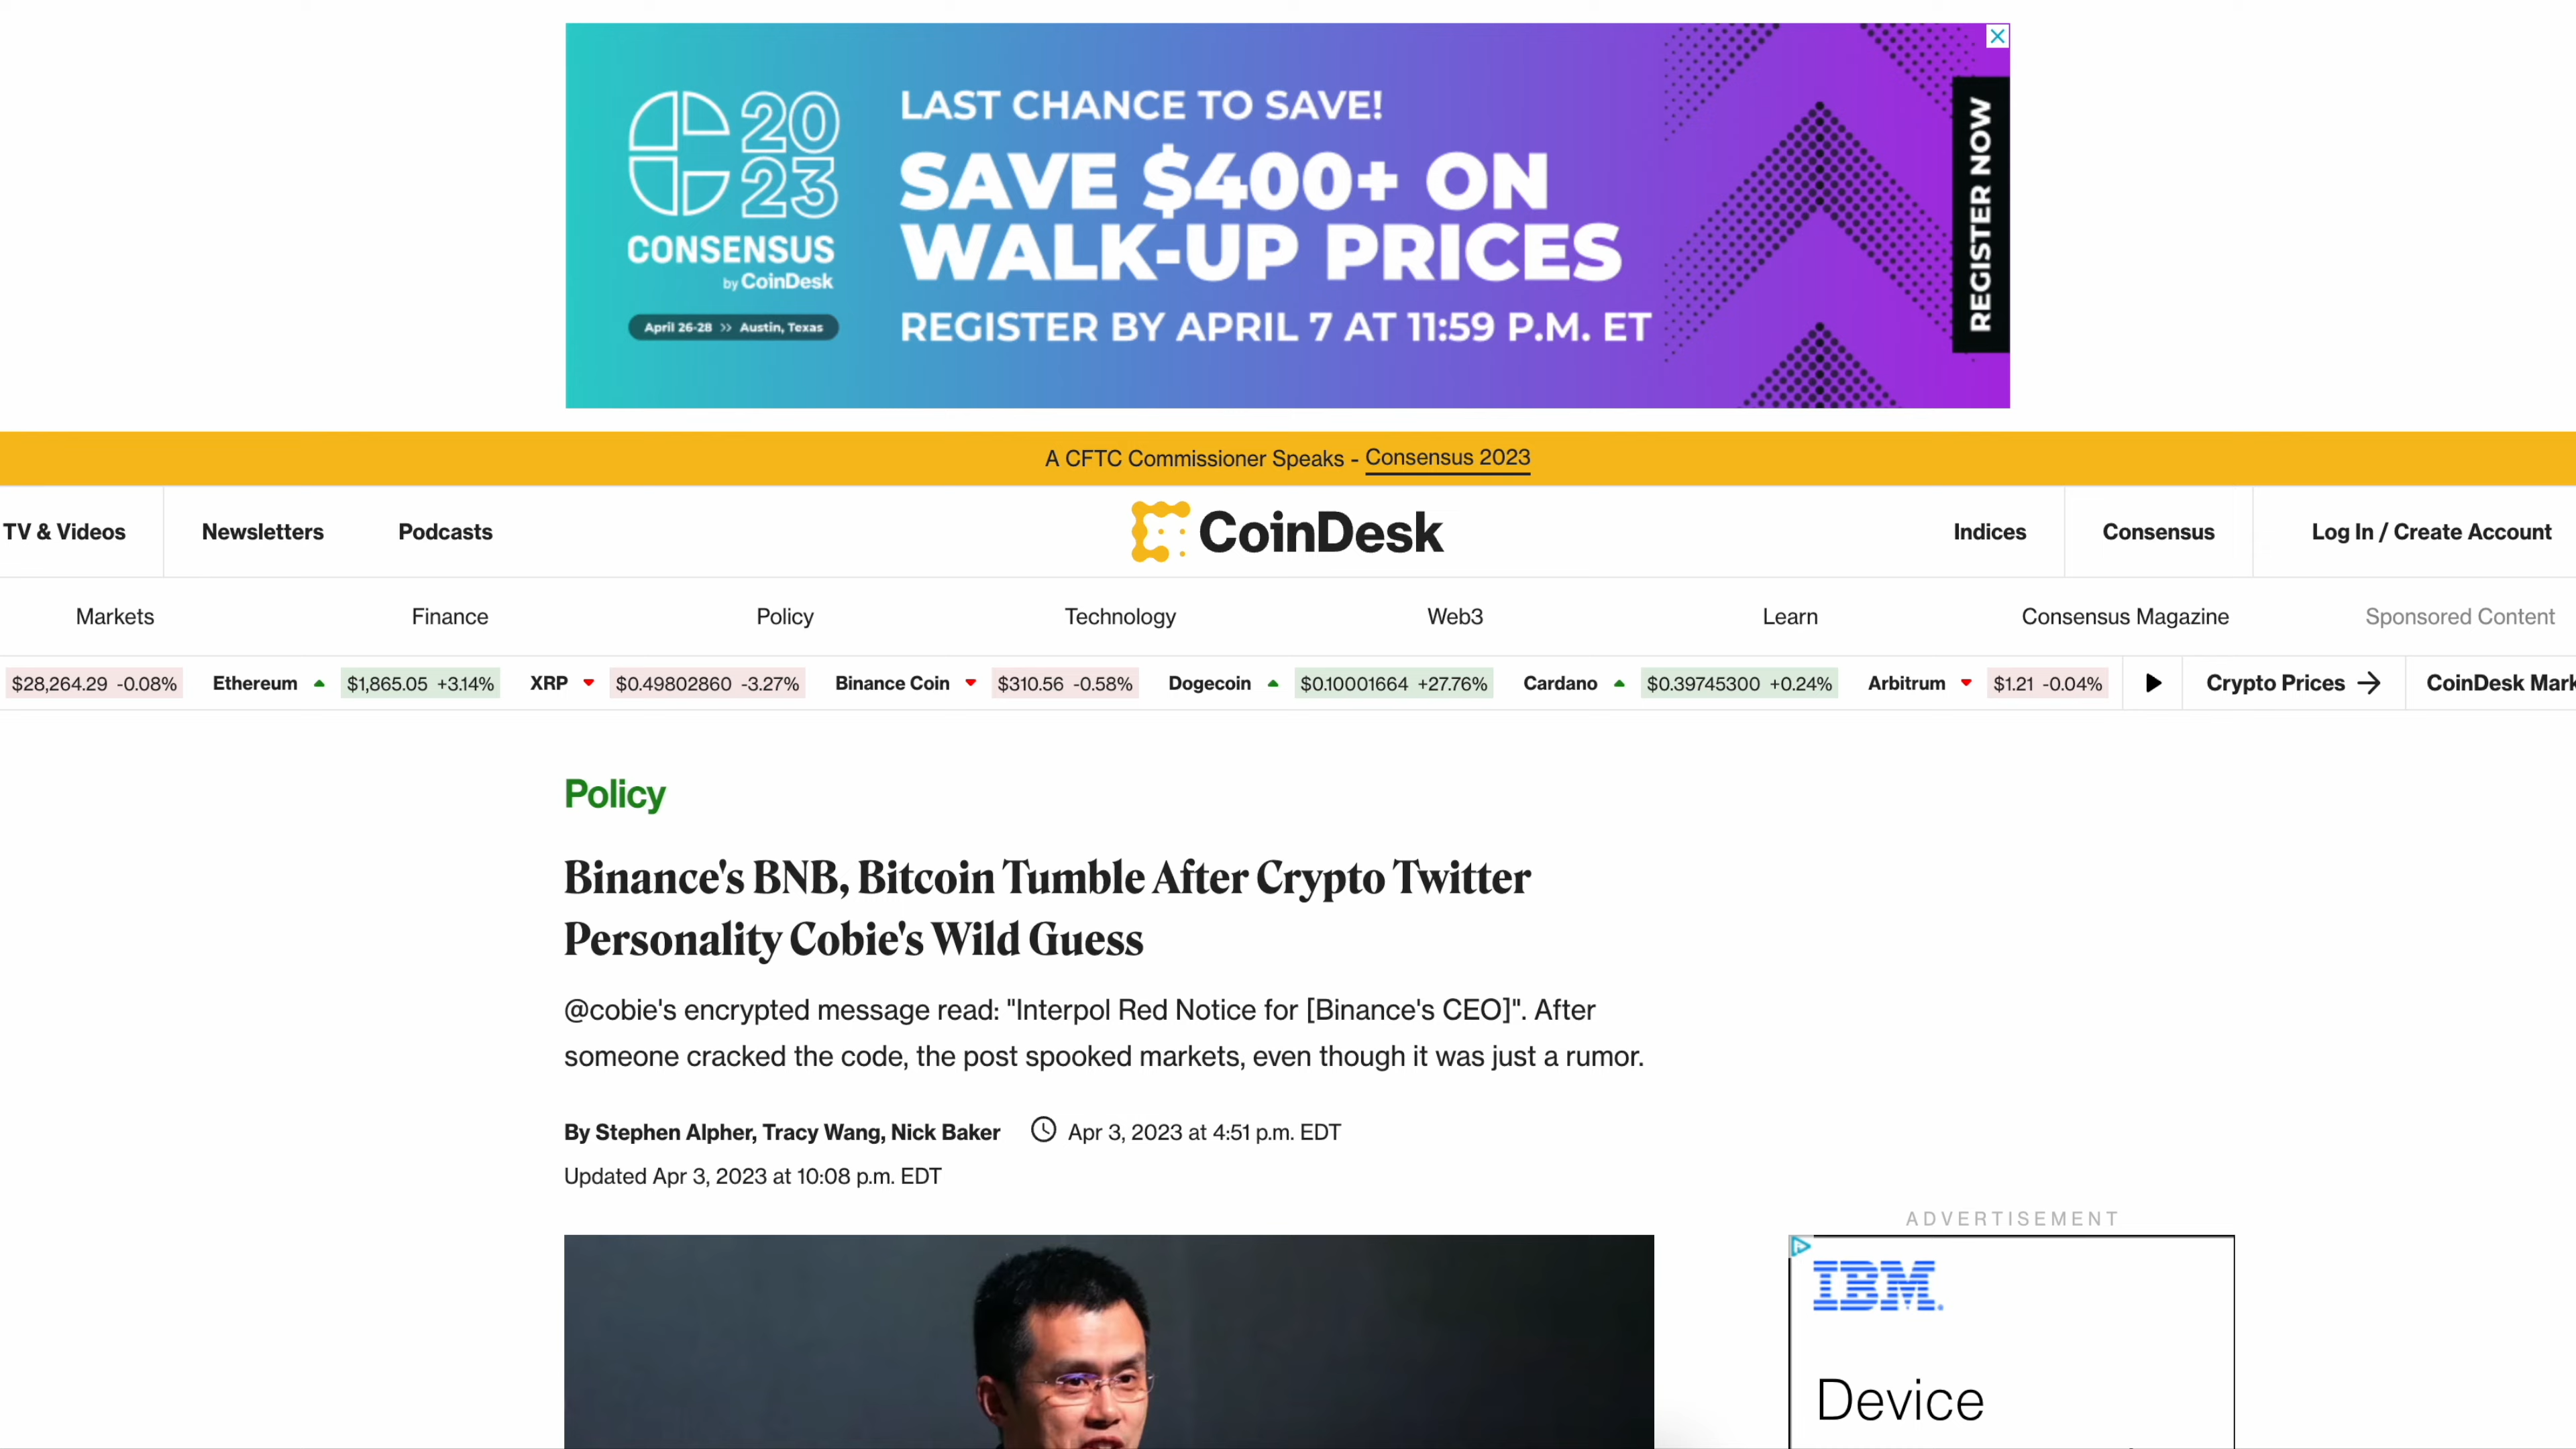 20
23
CONSENSUS
by CoinDesk
April 26-28 >> Austin, Texas
LAST CHANCE TO SAVE!
SAVE $400+ ON
WALK-UP PRICES
REGISTER BY APRIL 7 AT 11:59 P.M. ET
REGISTER NOW
A CFTC Commissioner Speaks - Consensus 2023
TV & Videos Newsletters Podcasts CoinDesk Indices Consensus Log In / Create Account
Markets Finance Policy Technology Web3 Learn Consensus Magazine Sponsored Content
$28,264.29 -0.08% Ethereum $1,865.05 +3.14% XRP $0.49802860 -3.27% Binance Coin $310.56 -0.58% Dogecoin $0.10001664 +27.76% Cardano $0.39745300 +0.24% Arbitrum $1.21 -0.04% Crypto Prices → CoinDesk Mark
Policy
Binance's BNB, Bitcoin Tumble After Crypto Twitter
Personality Cobie's Wild Guess
@cobie's encrypted message read: "Interpol Red Notice for [Binance's CEO]". After
someone cracked the code, the post spooked markets, even though it was just a rumor.
By Stephen Alpher, Tracy Wang, Nick Baker Apr 3, 2023 at 4:51 p.m. EDT
Updated Apr 3, 2023 at 10:08 p.m. EDT
ADVERTISEMENT
IBM.
Device